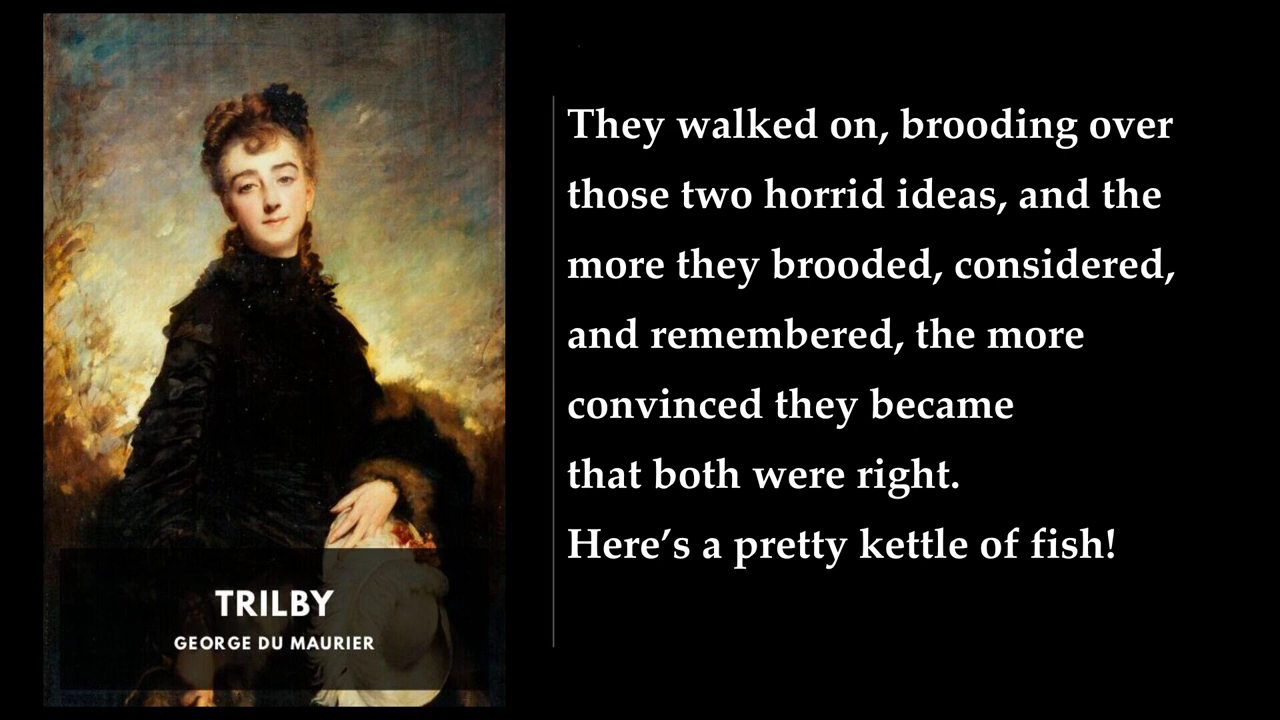 TRILBY
GEORGE DU MAURIER
They walked on, brooding over
those two horrid ideas, and the
more they brooded, considered,
and remembered, the more
convinced they became
that both were right.
Here’s a pretty kettle of fish!